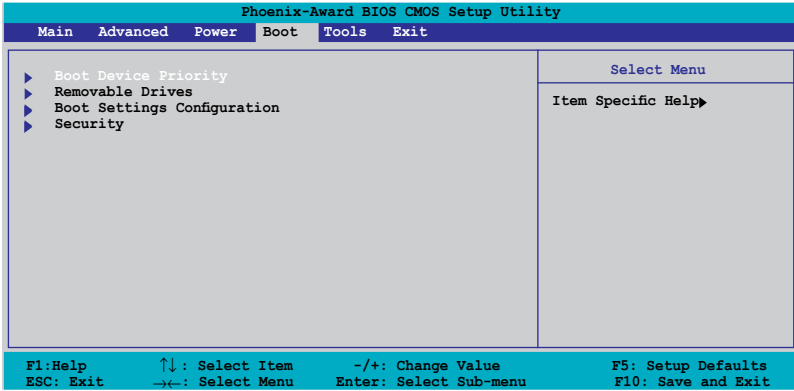 Phoenix-Award BIOS CMOS Setup Utility
Main Advanced Power Boot Tools Exit
Boot Device Priority
Removable Drives
Boot Settings Configuration
Security
Select Menu
Item Specific Help
F1:Help ↑↓ : Select Item -/+: Change Value F5: Setup Defaults
ESC: Exit →←: Select Menu Enter: Select Sub-menu F10: Save and Exit